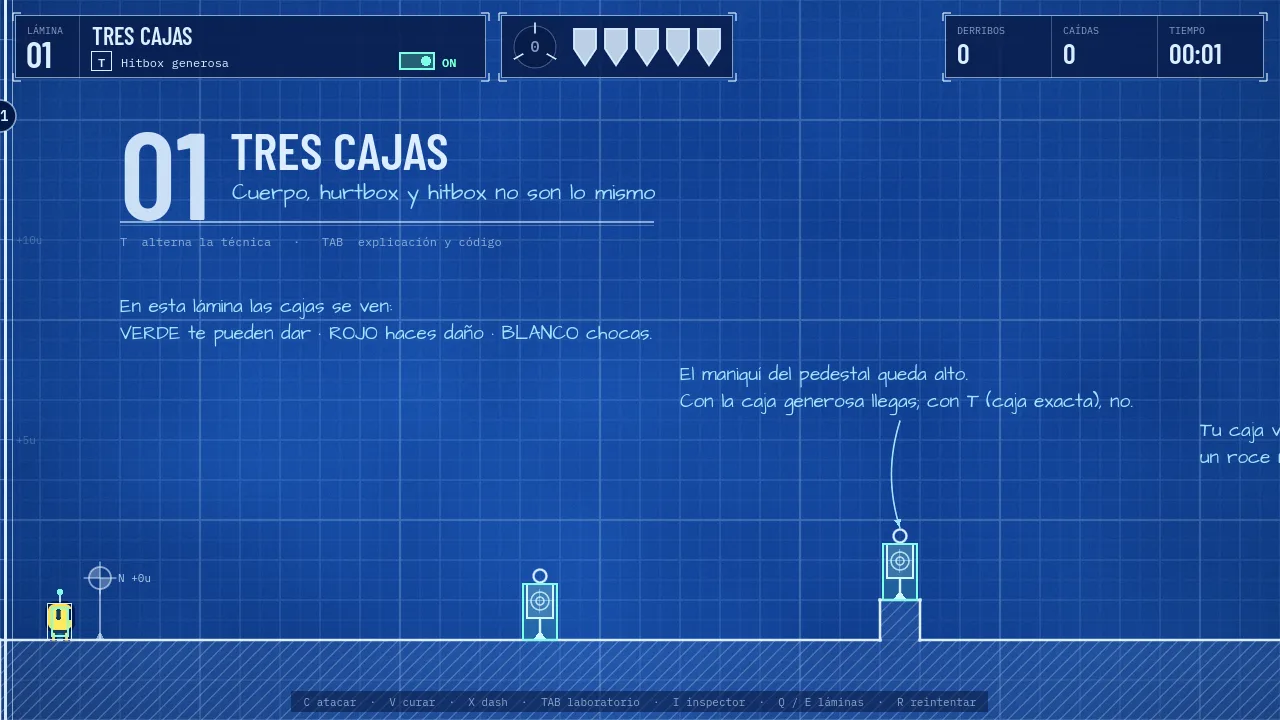 LÁMINA
01
TRES CAJAS
T Hitbox generosa
ON
0
DERRIBOS
0
CAÍDAS
0
TIEMPO
00:01
1
01
TRES CAJAS
Cuerpo, hurtbox y hitbox no son lo mismo
+10u
T alterna la técnica · TAB explicación y código
En esta lámina las cajas se ven:
VERDE te pueden dar · ROJO haces daño · BLANCO chocas.
El maniquí del pedestal queda alto.
Con la caja generosa llegas; con T (caja exacta), no.
Tu caja
un roce
+5u
N +0u
C atacar · V curar · X dash · TAB laboratorio · I inspector · Q / E láminas · R reintentar